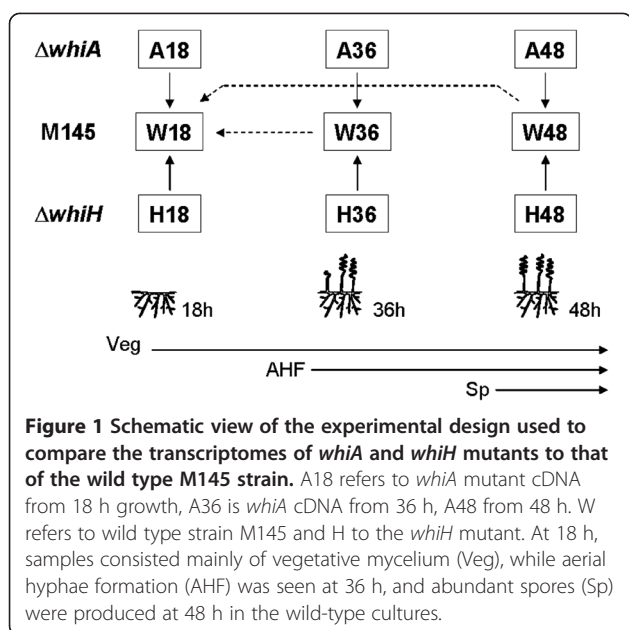 ΔwhiA A18 A36 A48
M145 W18 W36 W48
ΔwhiH H18 H36 H48
18h 36h 48h
Veg
AHF
Sp
Figure 1 Schematic view of the experimental design used to
compare the transcriptomes of whiA and whiH mutants to that
of the wild type M145 strain. A18 refers to whiA mutant cDNA
from 18 h growth, A36 is whiA cDNA from 36 h, A48 from 48 h. W
refers to wild type strain M145 and H to the whiH mutant. At 18 h,
samples consisted mainly of vegetative mycelium (Veg), while aerial
hyphae formation (AHF) was seen at 36 h, and abundant spores (Sp)
were produced at 48 h in the wild-type cultures.